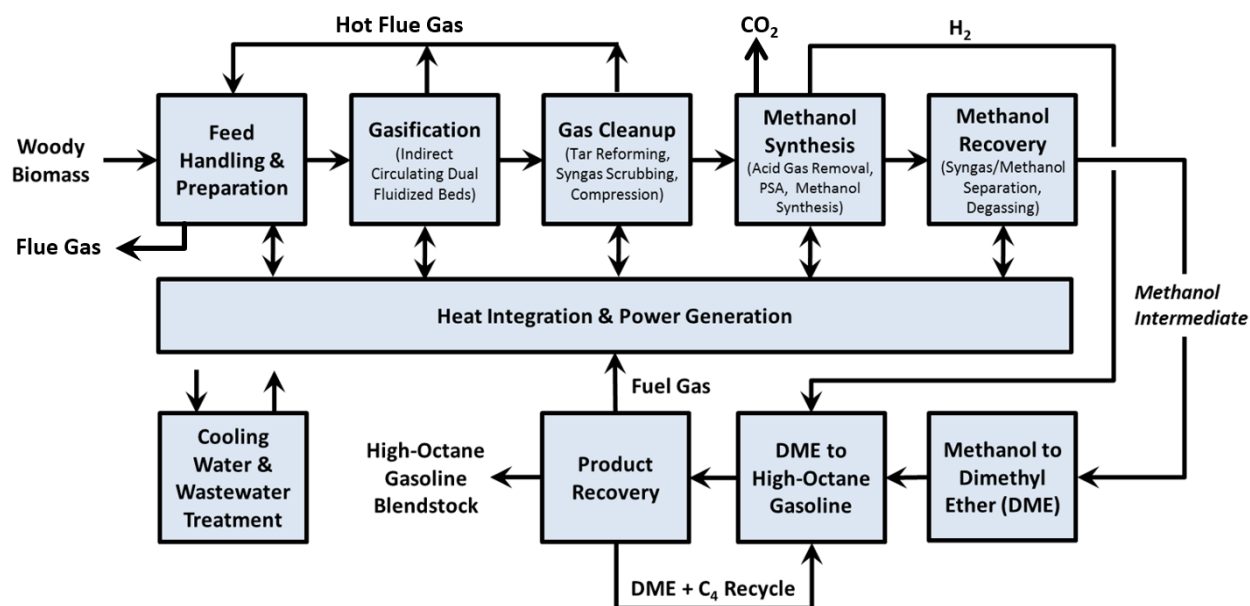 Hot Flue Gas
CO₂
H₂
Woody
Biomass
Feed
Handling &
Preparation
Gasification
(Indirect
Circulating Dual
Fluidized Beds)
Gas Cleanup
(Tar Reforming,
Syngas Scrubbing,
Compression)
Methanol
Synthesis
(Acid Gas Removal,
PSA, Methanol
Synthesis)
Methanol
Recovery
(Syngas/Methanol
Separation,
Degassing)
Flue Gas
Heat Integration & Power Generation
Methanol
Intermediate
Fuel Gas
Cooling
Water &
Wastewater
Treatment
High-Octane
Gasoline
Blendstock
Product
Recovery
DME to
High-Octane
Gasoline
Methanol to
Dimethyl
Ether (DME)
DME + C₄ Recycle